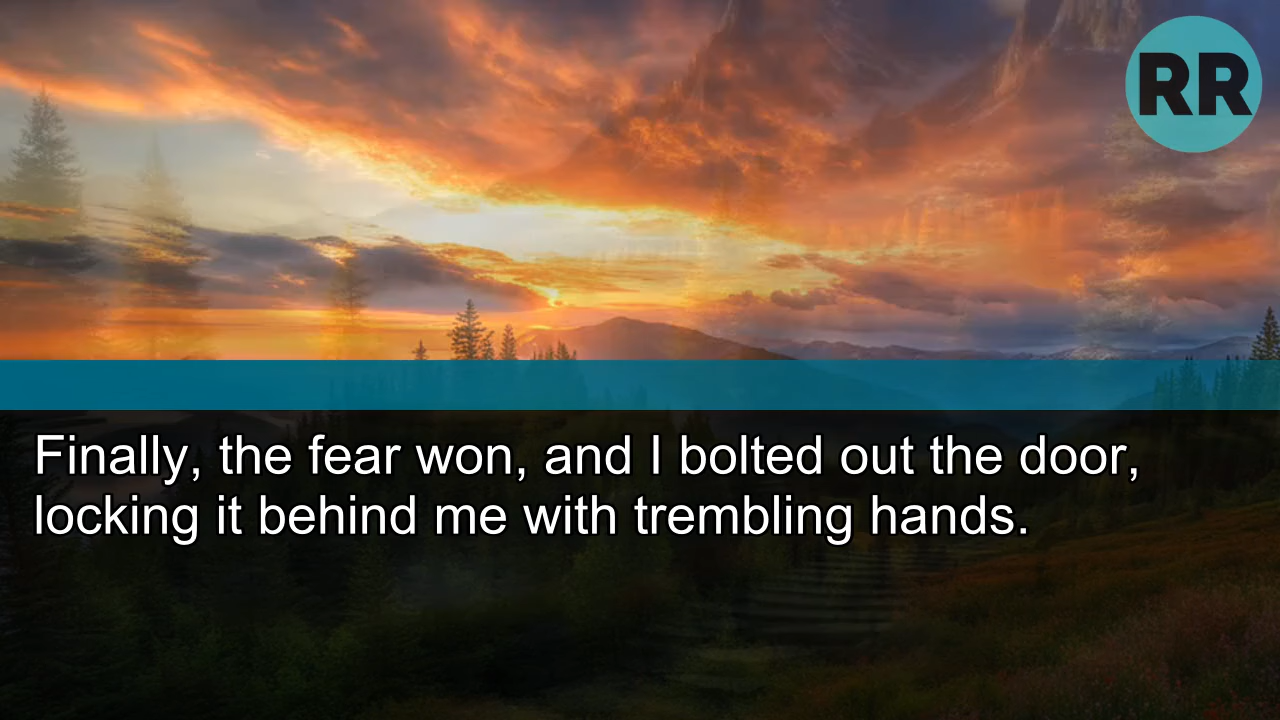 RR
Finally, the fear won, and I bolted out the door,
locking it behind me with trembling hands.